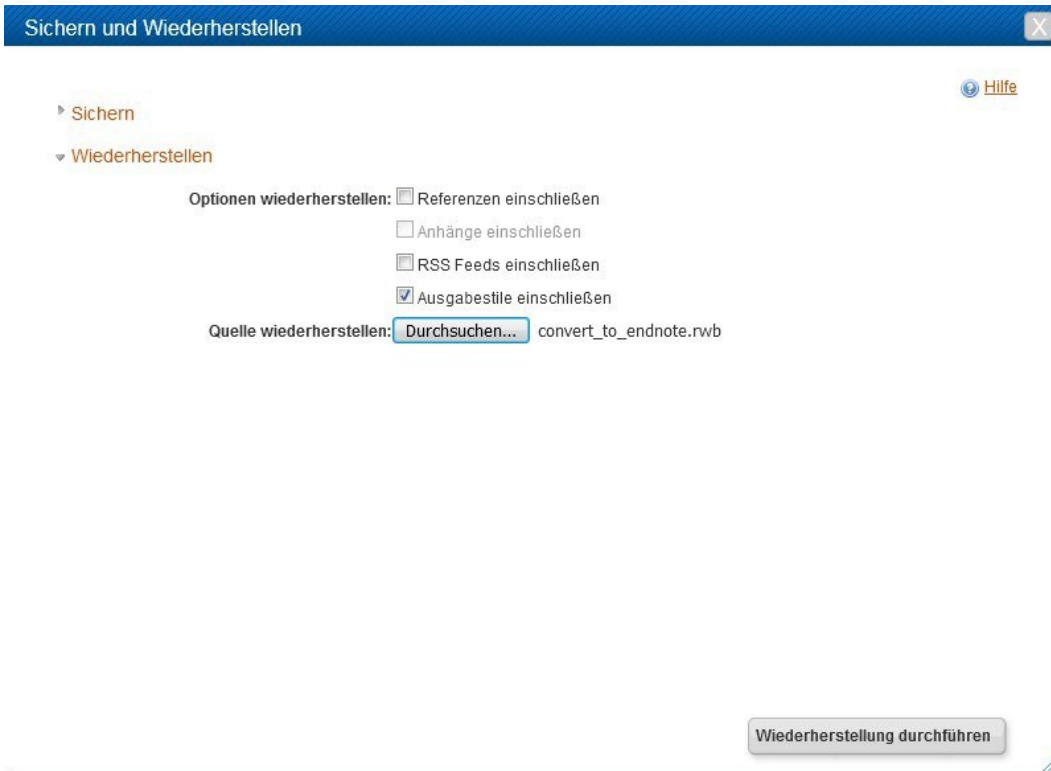 Sichern und Wiederherstellen X
Hilfe
Sichern
Wiederherstellen
Optionen wiederherstellen: Referenzen einschließen
Anhänge einschließen
RSS Feeds einschließen
Ausgabestile einschließen
Quelle wiederherstellen: Durchsuchen... convert_to_endnote.rwb
Wiederherstellung durchführen